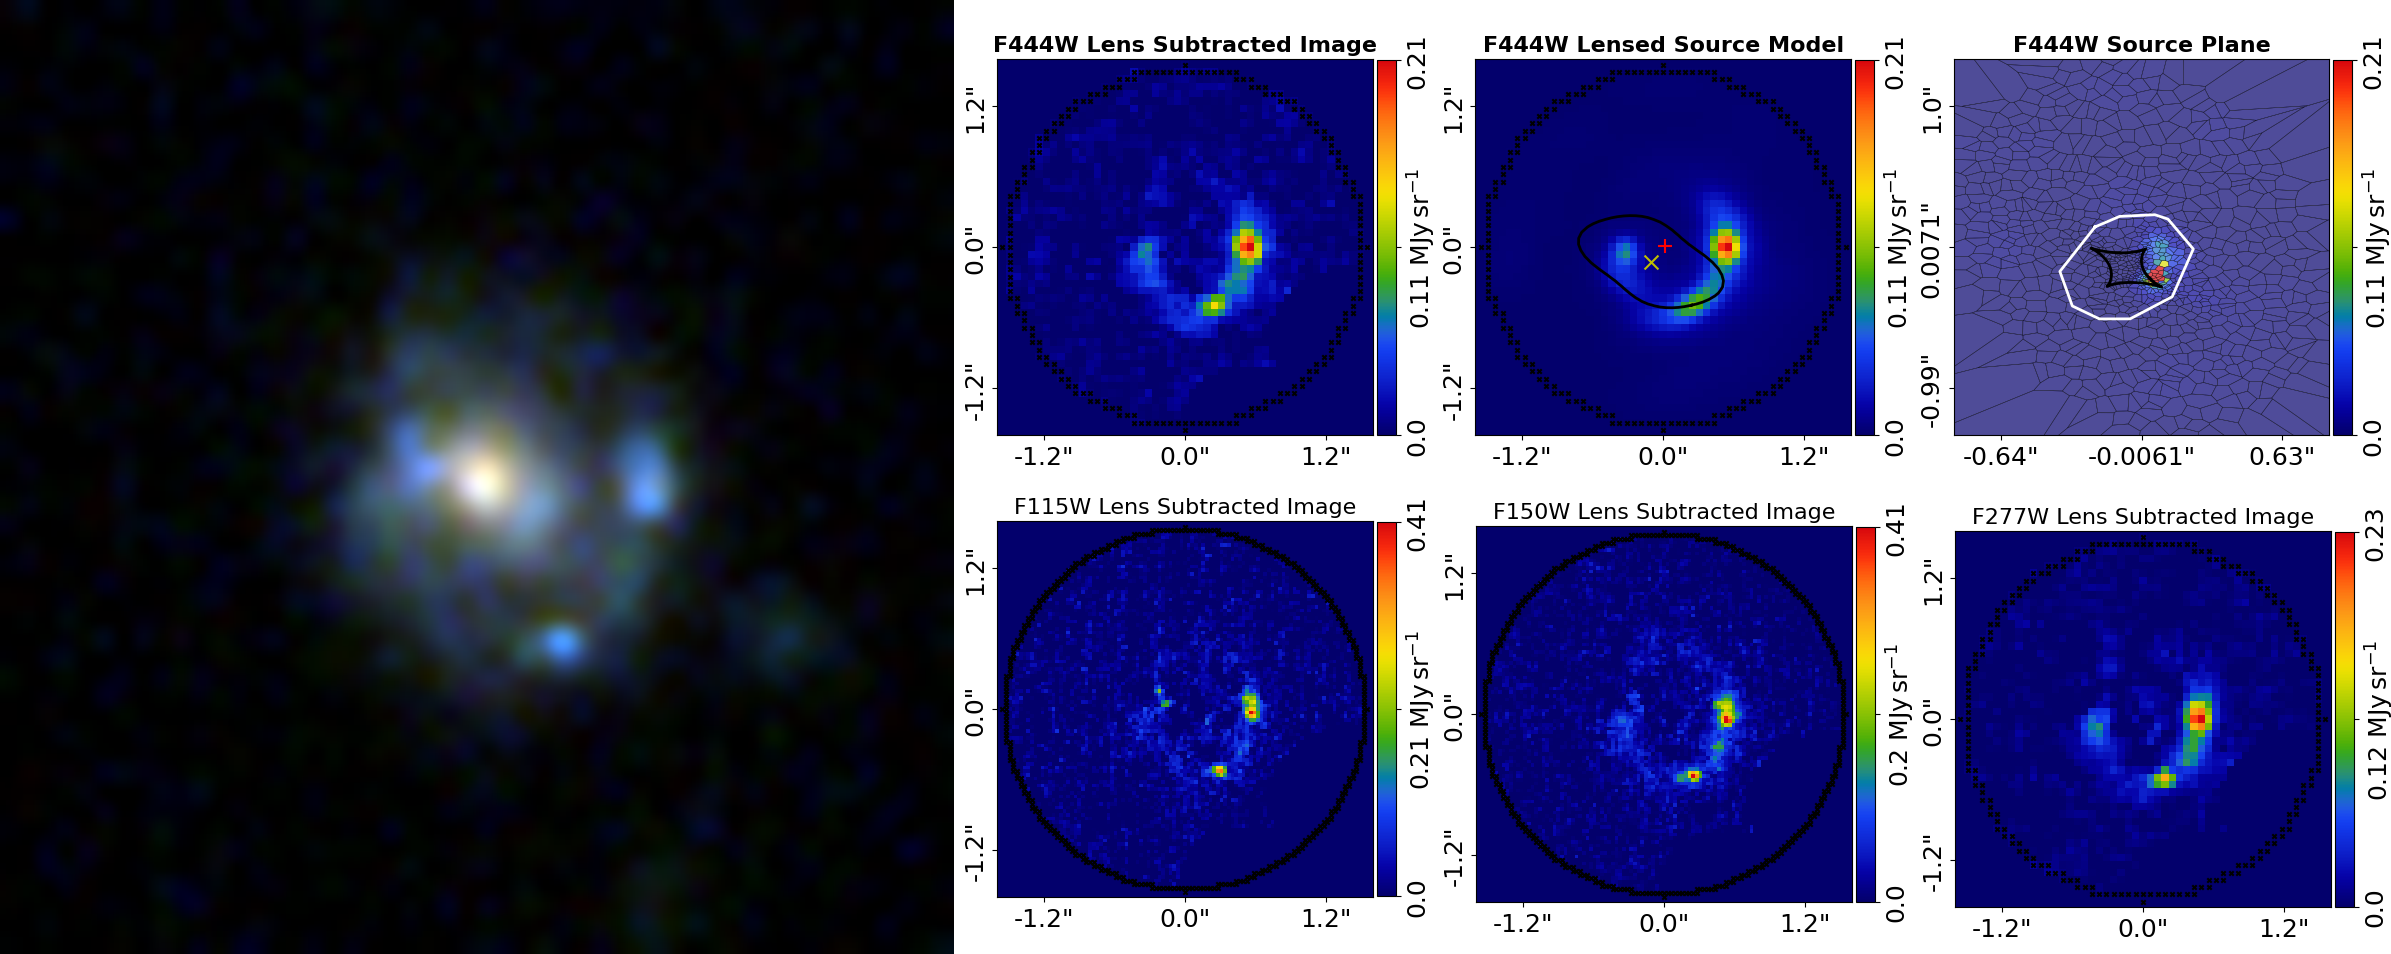 F444W Lens Subtracted Image
1.2"
0.0"
-1.2"
-1.2" 0.0" 1.2"
0.21
0.11 MJy sr−1
0.0
F444W Lensed Source Model
1.2"
0.0"
-1.2"
-1.2" 0.0" 1.2"
0.21
0.11 MJy sr−1
0.0
F444W Source Plane
1.0"
0.0071"
-0.99"
-0.64" -0.0061" 0.63"
0.21
0.11 MJy sr−1
0.0
F115W Lens Subtracted Image
1.2"
0.0"
-1.2"
-1.2" 0.0" 1.2"
0.41
0.21 MJy sr−1
0.0
F150W Lens Subtracted Image
1.2"
0.0"
-1.2"
-1.2" 0.0" 1.2"
0.41
0.2 MJy sr−1
0.0
F277W Lens Subtracted Image
1.2"
0.0"
-1.2"
-1.2" 0.0" 1.2"
0.23
0.12 MJy sr−1
0.0